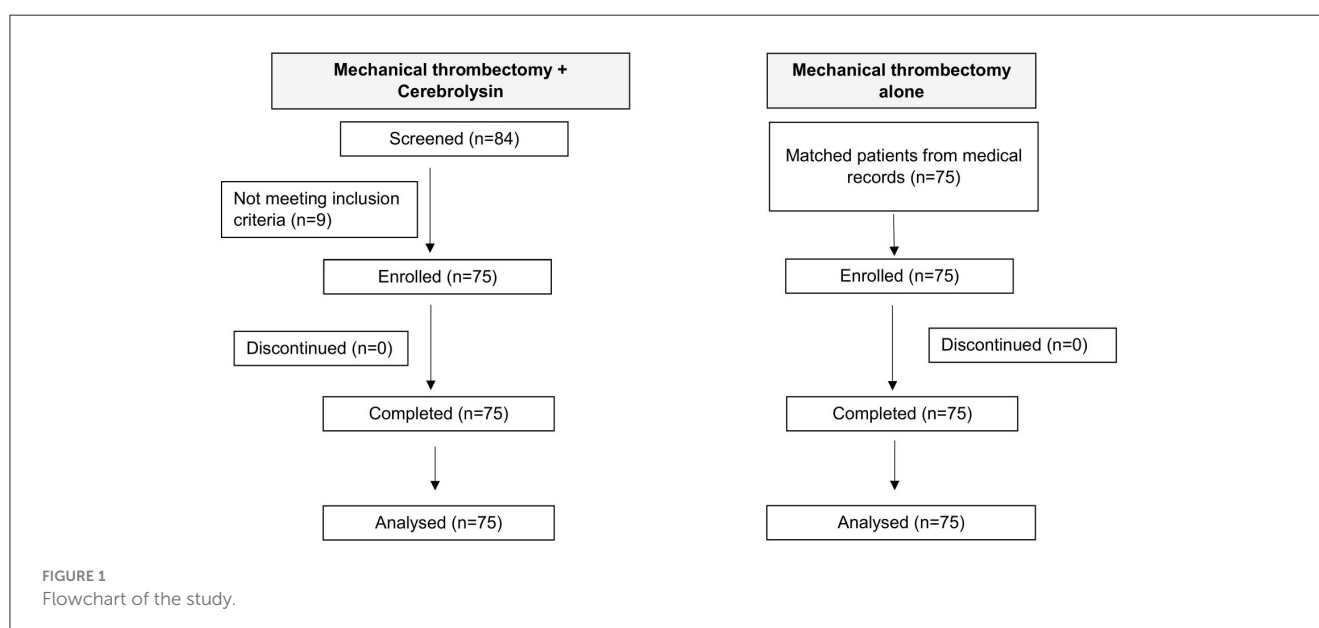 Mechanical thrombectomy +
Cerebrolysin
Screened (n=84)
Not meeting inclusion
criteria (n=9)
Enrolled (n=75)
Discontinued (n=0)
Completed (n=75)
Analysed (n=75)
Mechanical thrombectomy
alone
Matched patients from medical
records (n=75)
Enrolled (n=75)
Discontinued (n=0)
Completed (n=75)
Analysed (n=75)
FIGURE 1
Flowchart of the study.